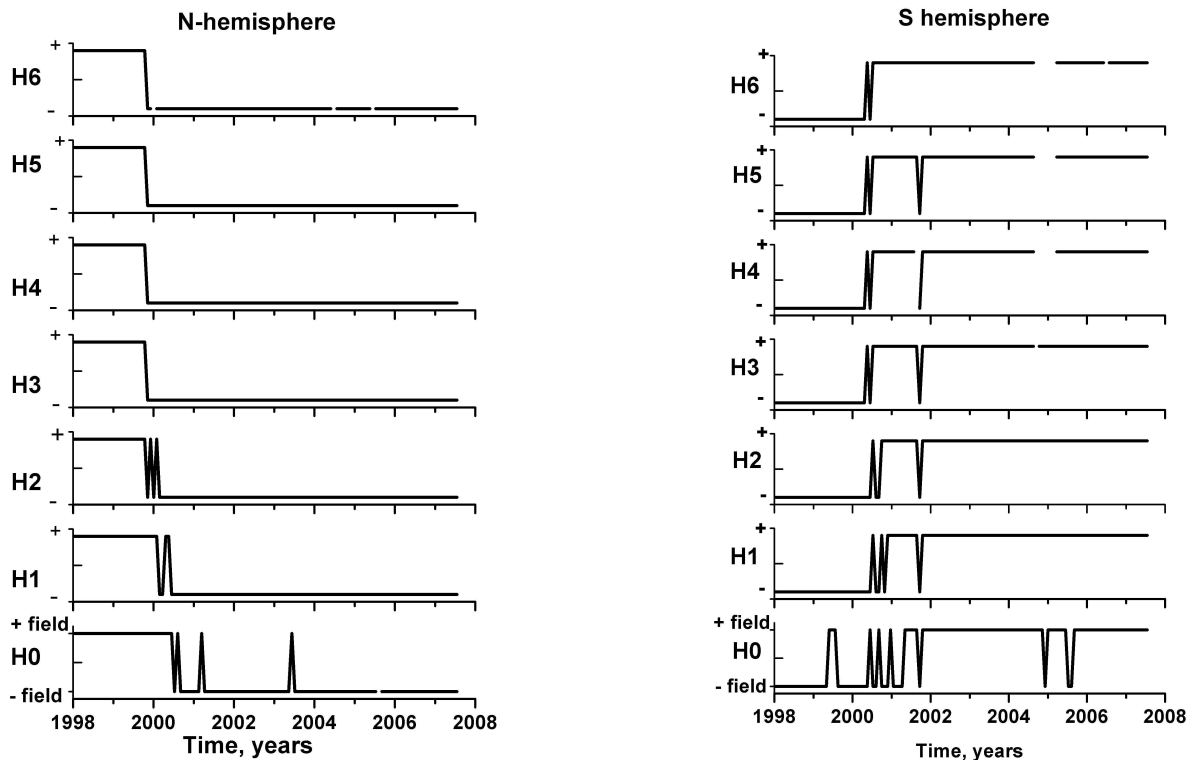 N-hemisphere
+
H6
-
+
H5
-
+
H4
-
+
H3
-
+
H2
-
+
H1
-
+ field
H0
- field
1998 2000 2002 2004 2006 2008
Time, years
S hemisphere
+
H6
-
+
H5
-
+
H4
-
+
H3
-
+
H2
-
+
H1
-
+ field
H0
- field
1998 2000 2002 2004 2006 2008
Time, years